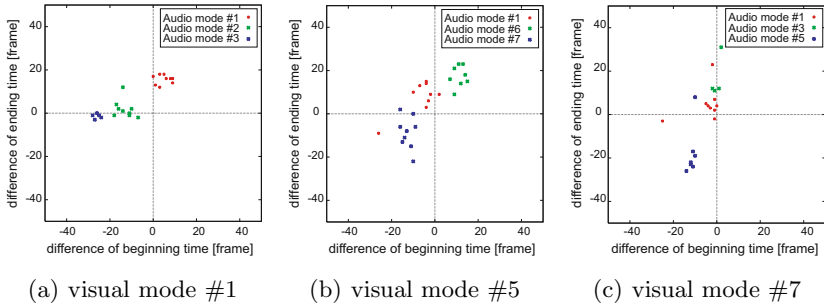 difference of ending time [frame]
40
20
0
-20
-40
Audio mode #1
Audio mode #2
Audio mode #3
-40 -20 0 20 40
difference of beginning time [frame]
(a) visual mode #1
difference of ending time [frame]
40
20
0
-20
-40
Audio mode #1
Audio mode #6
Audio mode #7
-40 -20 0 20 40
difference of beginning time [frame]
(b) visual mode #5
difference of ending time [frame]
40
20
0
-20
-40
Audio mode #1
Audio mode #3
Audio mode #5
-40 -20 0 20 40
difference of beginning time [frame]
(c) visual mode #7